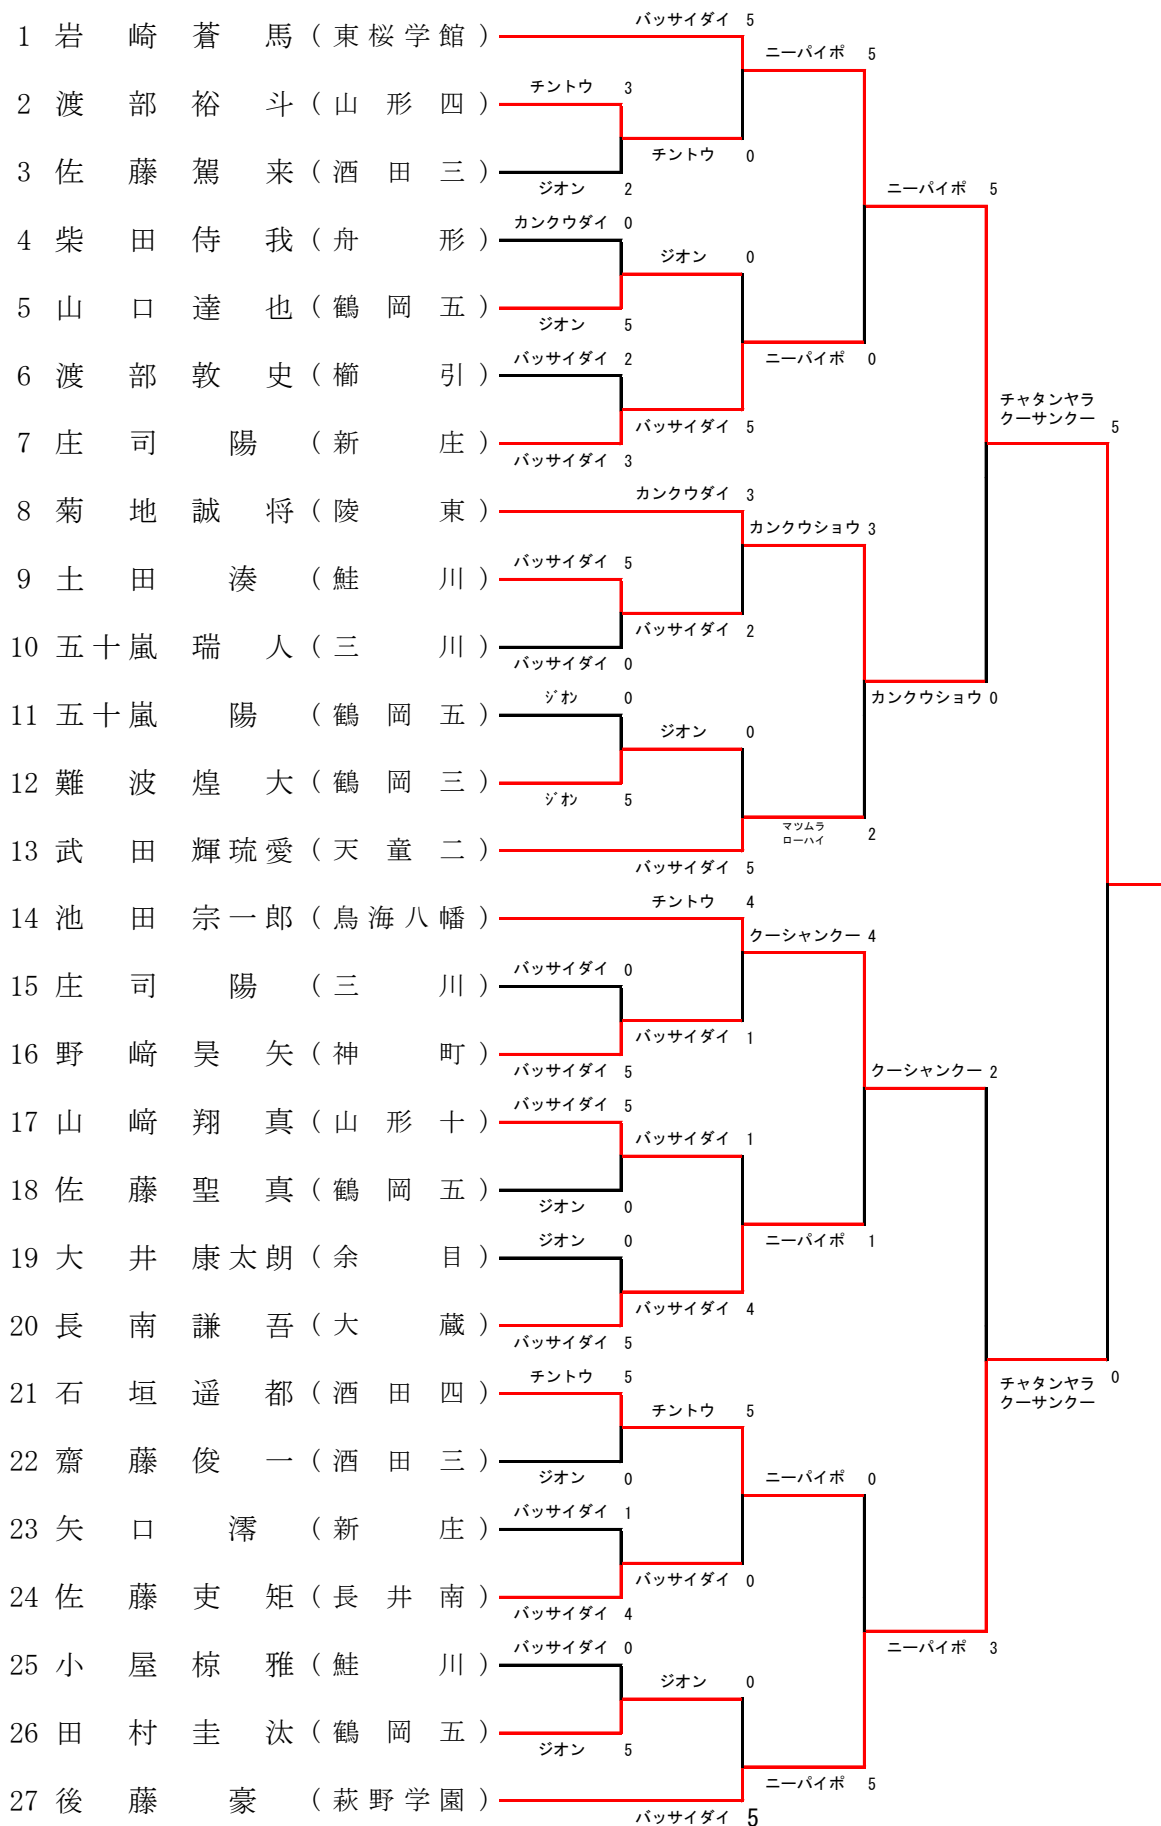 1 岩崎蒼馬（東桜学館）
2 渡部裕斗（山形四）
3 佐藤駕来（酒田三）
4 柴田侍我（舟形）
5 山口達也（鶴岡五）
6 渡部敦史（櫛引）
7 庄司陽（新庄）
8 菊地誠将（陵東）
9 土田湊（鮭川）
10 五十嵐瑞人（三川）
11 五十嵐陽（鶴岡五）
12 難波煌大（鶴岡三）
13 武田輝琉愛（天童二）
14 池田宗一郎（鳥海八幡）
15 庄司陽（三川）
16 野﨑昊矢（神町）
17 山﨑翔真（山形十）
18 佐藤聖真（鶴岡五）
19 大井康太朗（余目）
20 長南謙吾（大蔵）
21 石垣遥都（酒田四）
22 齋藤俊一（酒田三）
23 矢口澪（新庄）
24 佐藤吏矩（長井南）
25 小屋椋雅（鮭川）
26 田村圭汰（鶴岡五）
27 後藤豪（萩野学園）
チントウ 3
ジオン 2
カンクウダイ 0
ジオン 5
バッサイダイ 2
バッサイダイ 3
バッサイダイ 5
バッサイダイ 0
ｼﾞｵﾝ 0
ｼﾞｵﾝ 5
バッサイダイ 0
バッサイダイ 5
バッサイダイ 5
ジオン 0
ジオン 0
バッサイダイ 5
チントウ 5
ジオン 0
バッサイダイ 1
バッサイダイ 4
バッサイダイ 0
ジオン 5
バッサイダイ 5
チントウ 0
ジオン 0
バッサイダイ 5
カンクウダイ 3
バッサイダイ 2
ジオン 0
バッサイダイ 5
チントウ 4
バッサイダイ 1
バッサイダイ 1
バッサイダイ 4
チントウ 5
バッサイダイ 0
ジオン 0
バッサイダイ 5
ニーパイポ 5
ニーパイポ 0
カンクウショウ 3
マツムラ
ローハイ 2
クーシャンクー 4
ニーパイポ 1
ニーパイポ 0
ニーパイポ 5
ニーパイポ 5
カンクウショウ 0
クーシャンクー 2
ニーパイポ 3
チャタンヤラ
クーサンクー 5
チャタンヤラ 0
クーサンクー